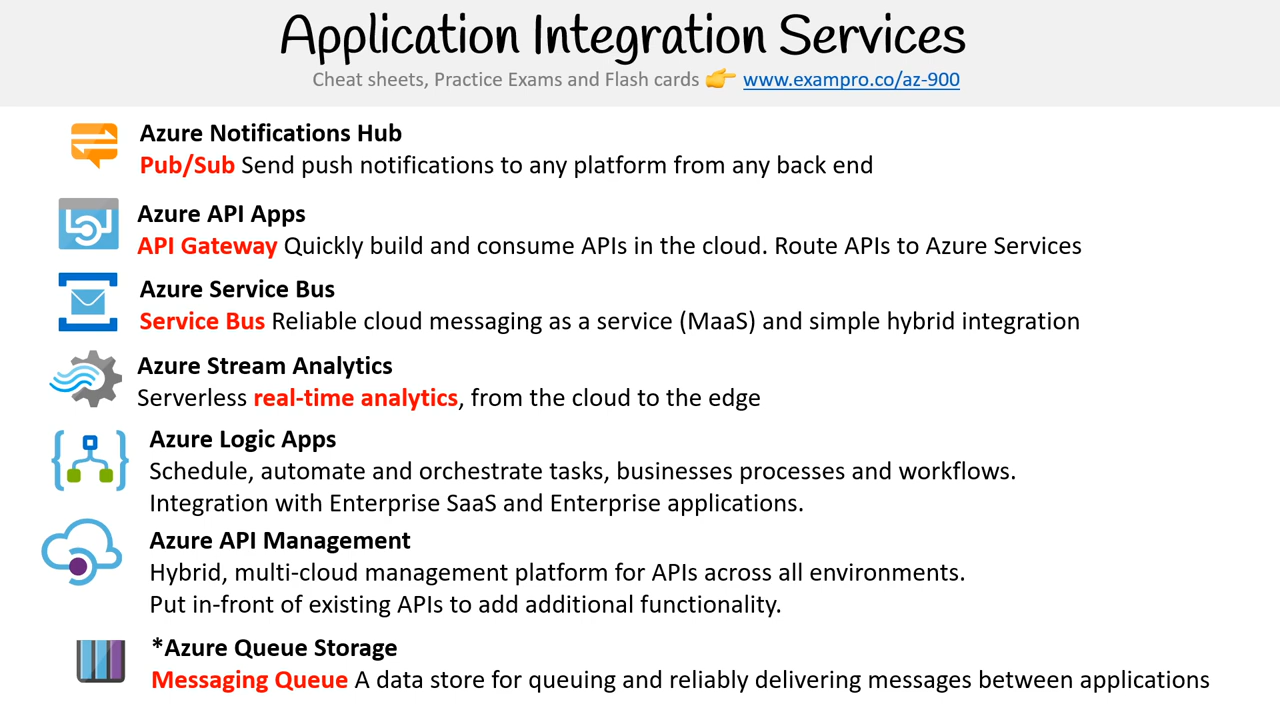 Application Integration Services
Cheat sheets, Practice Exams and Flash cards 👉 www.exampro.co/az-900
Azure Notifications Hub
Pub/Sub Send push notifications to any platform from any back end
Azure API Apps
API Gateway Quickly build and consume APIs in the cloud. Route APIs to Azure Services
Azure Service Bus
Service Bus Reliable cloud messaging as a service (MaaS) and simple hybrid integration
Azure Stream Analytics
Serverless real-time analytics, from the cloud to the edge
Azure Logic Apps
Schedule, automate and orchestrate tasks, businesses processes and workflows.
Integration with Enterprise SaaS and Enterprise applications.
Azure API Management
Hybrid, multi-cloud management platform for APIs across all environments.
Put in-front of existing APIs to add additional functionality.
*Azure Queue Storage
Messaging Queue A data store for queuing and reliably delivering messages between applications